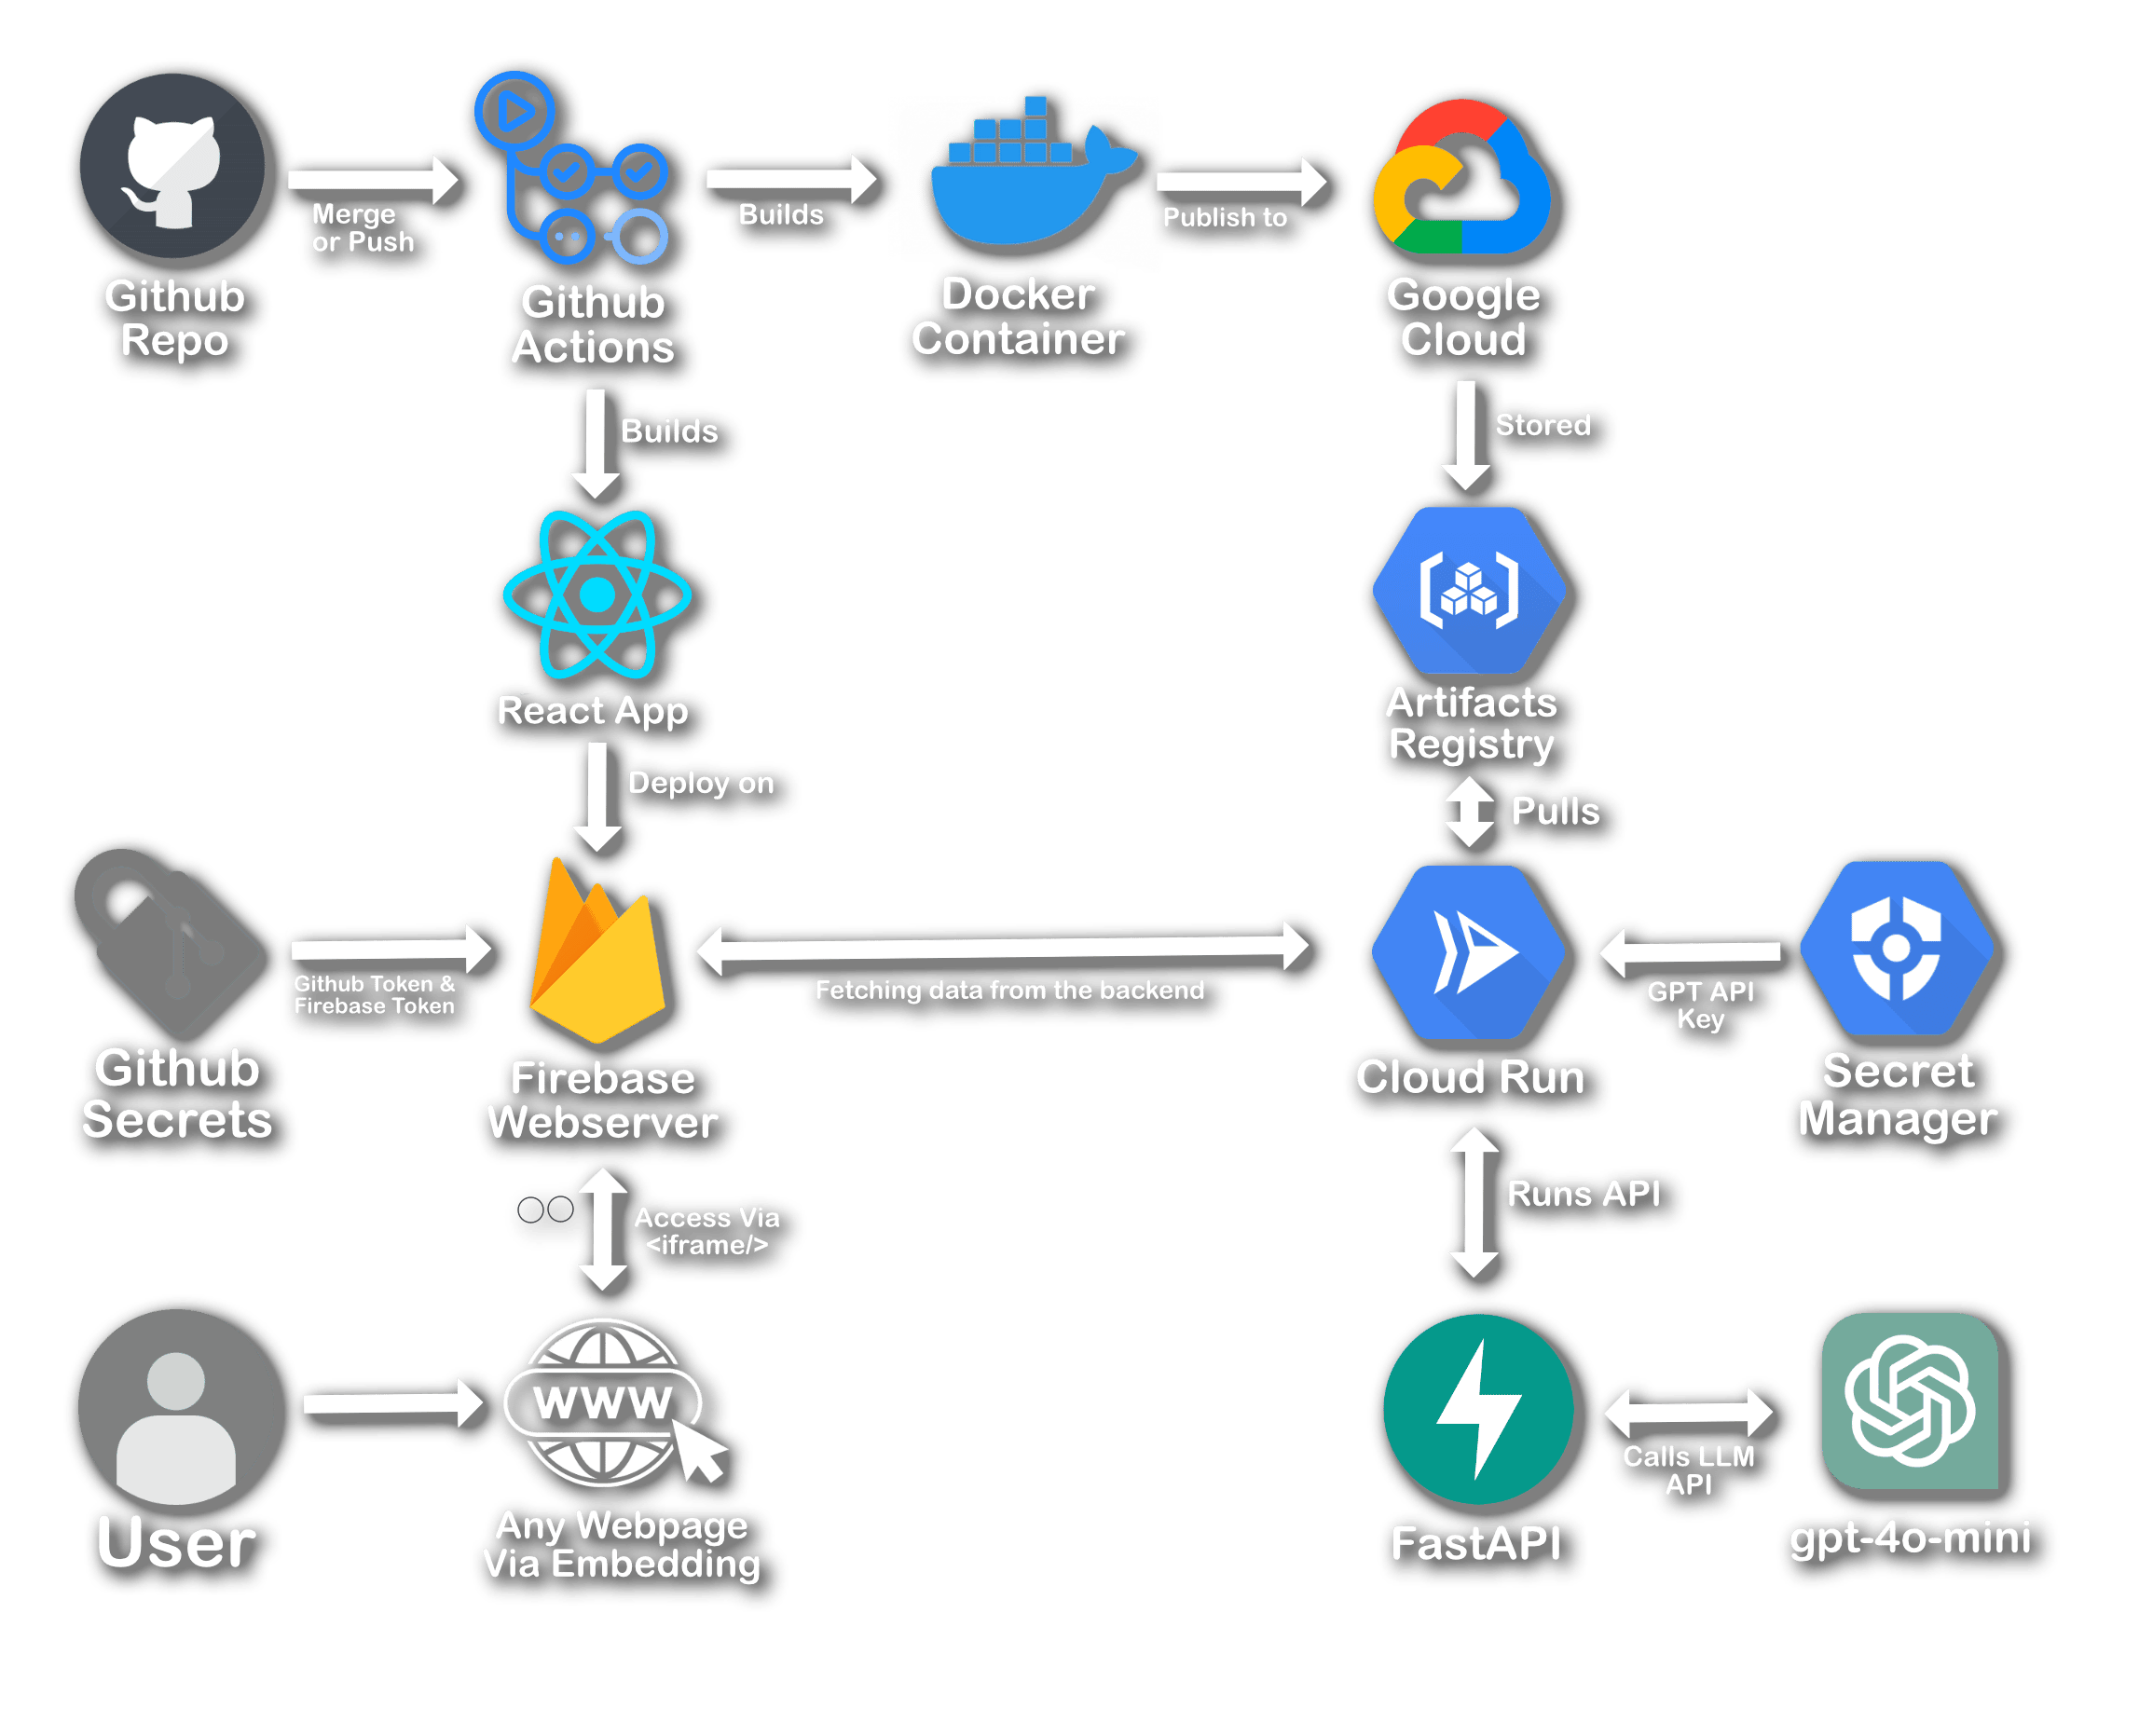 Merge
or Push
Builds
Publish to
Github
Repo
Github
Actions
Docker
Container
Google
Cloud
Builds
Stored
React App
Artifacts
Registry
Deploy on
Pulls
Github Token &
Firebase Token
Fetching data from the backend
GPT API
Key
Github
Secrets
Firebase
Webserver
Cloud Run
Secret
Manager
Access Via
<iframe/>
Runs API
WWW
Calls LLM
API
User
Any Webpage
Via Embedding
FastAPI
gpt-4o-mini